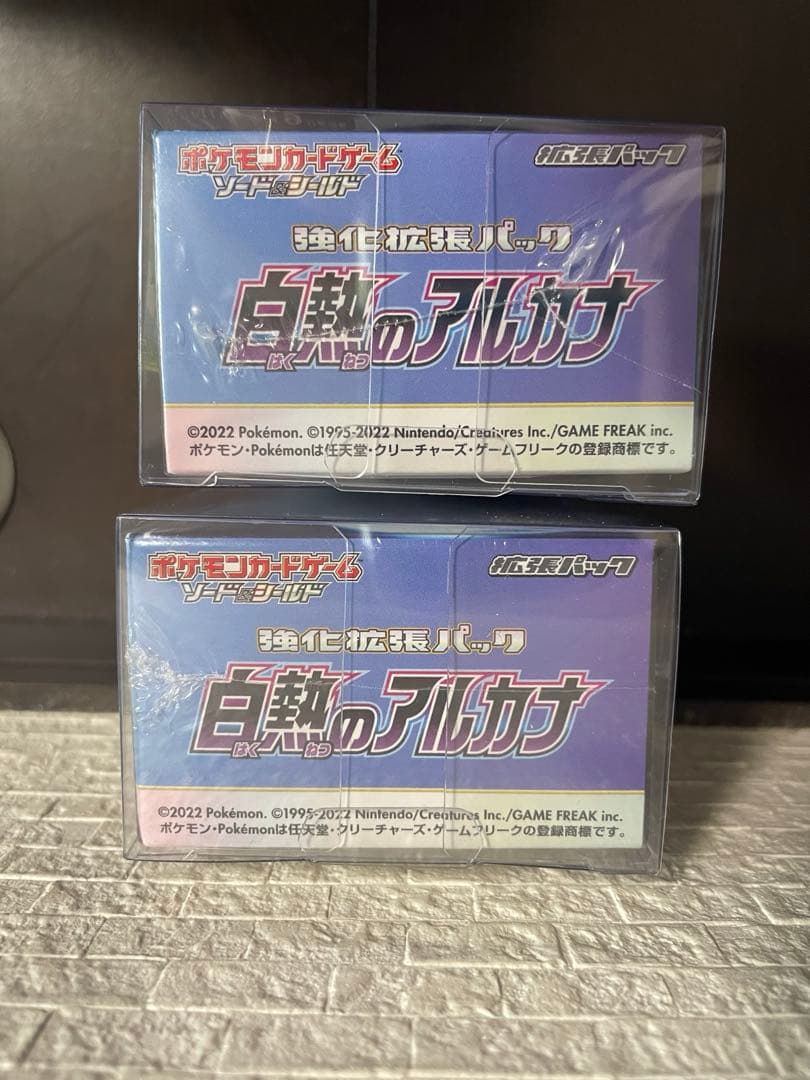 ポケモンカードゲーム
ソード&シールド
拡張パック
強化拡張パック
白熱のアルカナ
はく ねつ
©2022 Pokémon. ©1995-2022 Nintendo/Creatures Inc./GAME FREAK inc.
ポケモン・Pokémonは任天堂・クリーチャーズ・ゲームフリークの登録商標です。
ポケモンカードゲーム
ソード&シールド
拡張パック
強化拡張パック
白熱のアルカナ
はく ねつ
©2022 Pokémon. ©1995-2022 Nintendo/Creatures Inc./GAME FREAK inc.
ポケモン・Pokémonは任天堂・クリーチャーズ・ゲームフリークの登録商標です。